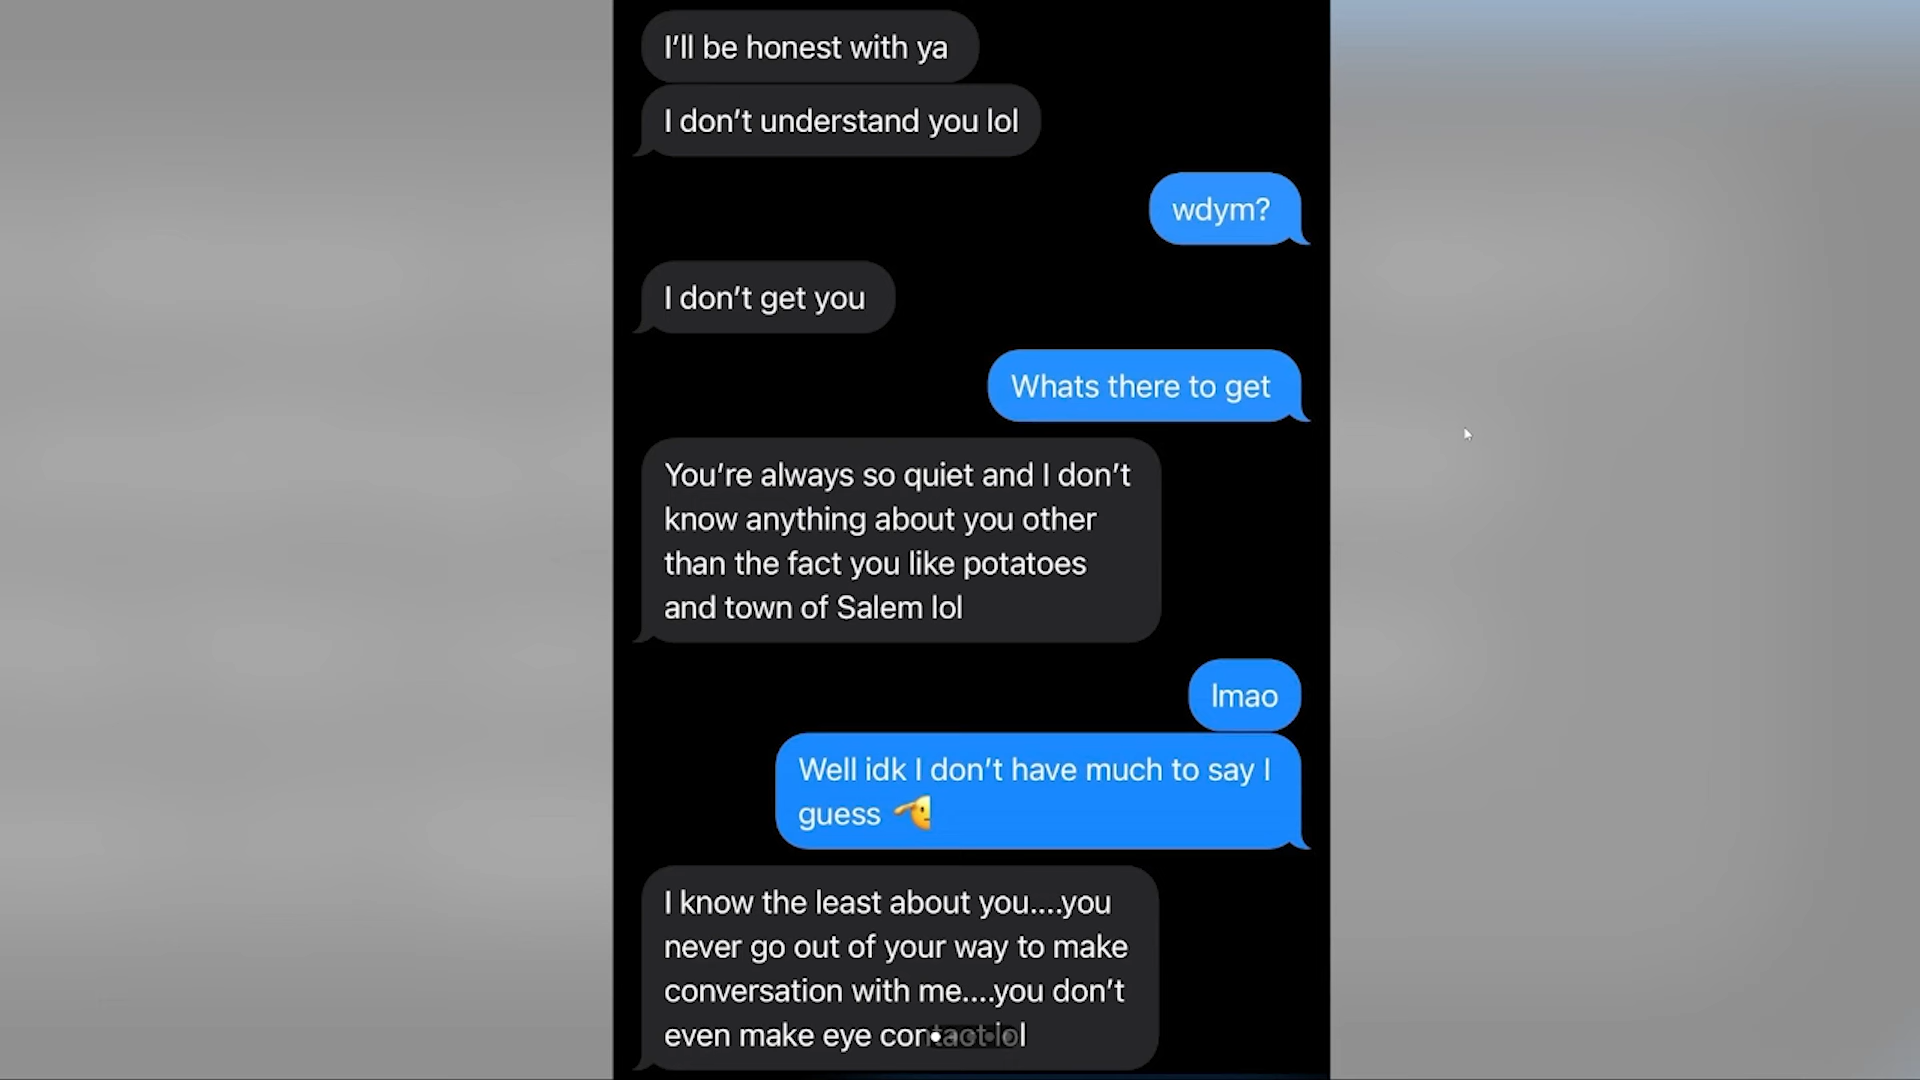 I'll be honest with ya
I don't understand you lol
wdym?
I don't get you
Whats there to get
You're always so quiet and I don't
know anything about you other
than the fact you like potatoes
and town of Salem lol
lmao
Well idk I don't have much to say I
guess
I know the least about you....you
never go out of your way to make
conversation with me....you don't
even make eye contact lol